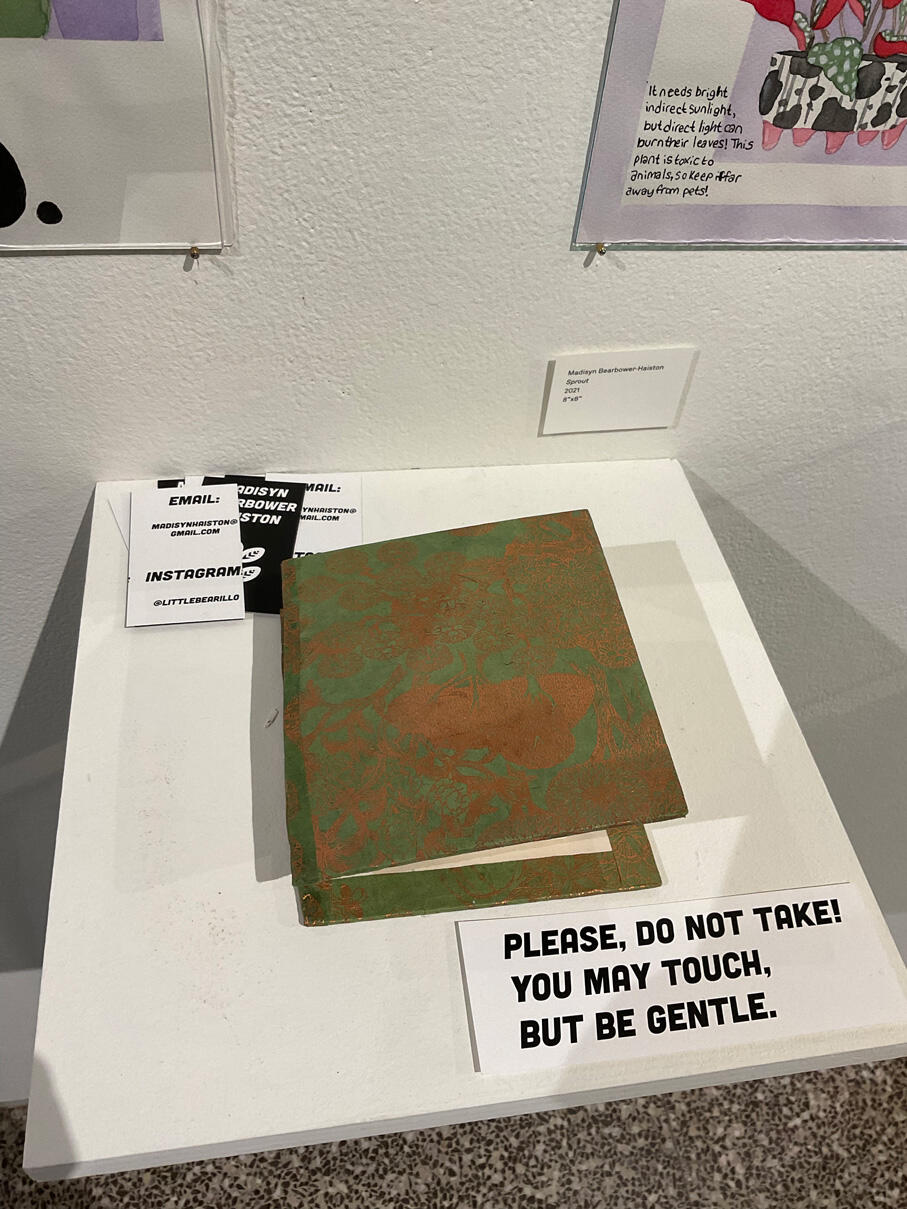 It needs bright
indirect sunlight,
but direct light can
burn their leaves! This
plant is toxic to
animals, so keep it far
away from pets!
Madisyn Bearbower-Haiston
Sprout
2021
8"x8"
EMAIL:
MADISYNHAISTON@
GMAIL.COM
INSTAGRAM:
@LITTLEBEARILLO
PLEASE, DO NOT TAKE!
YOU MAY TOUCH,
BUT BE GENTLE.